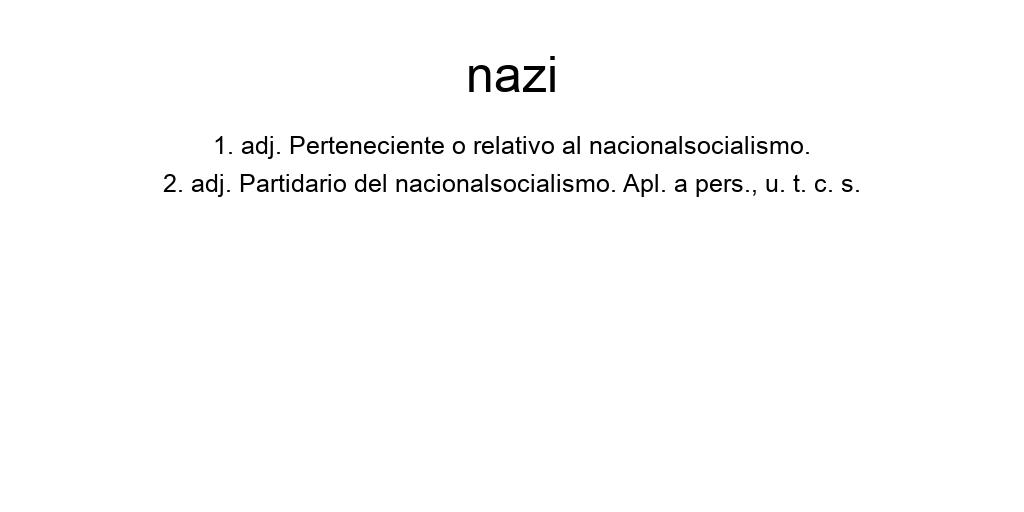 nazi
1. adj. Perteneciente o relativo al nacionalsocialismo.
2. adj. Partidario del nacionalsocialismo. Apl. a pers., u. t. c. s.